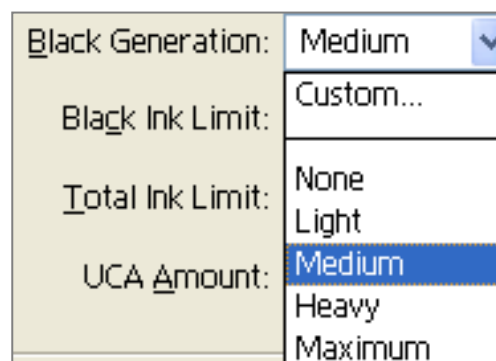 Black Generation: Medium
Custom...
Black Ink Limit:
None
Total Ink Limit:
Light
Medium
UCA Amount:
Heavy
Maximum